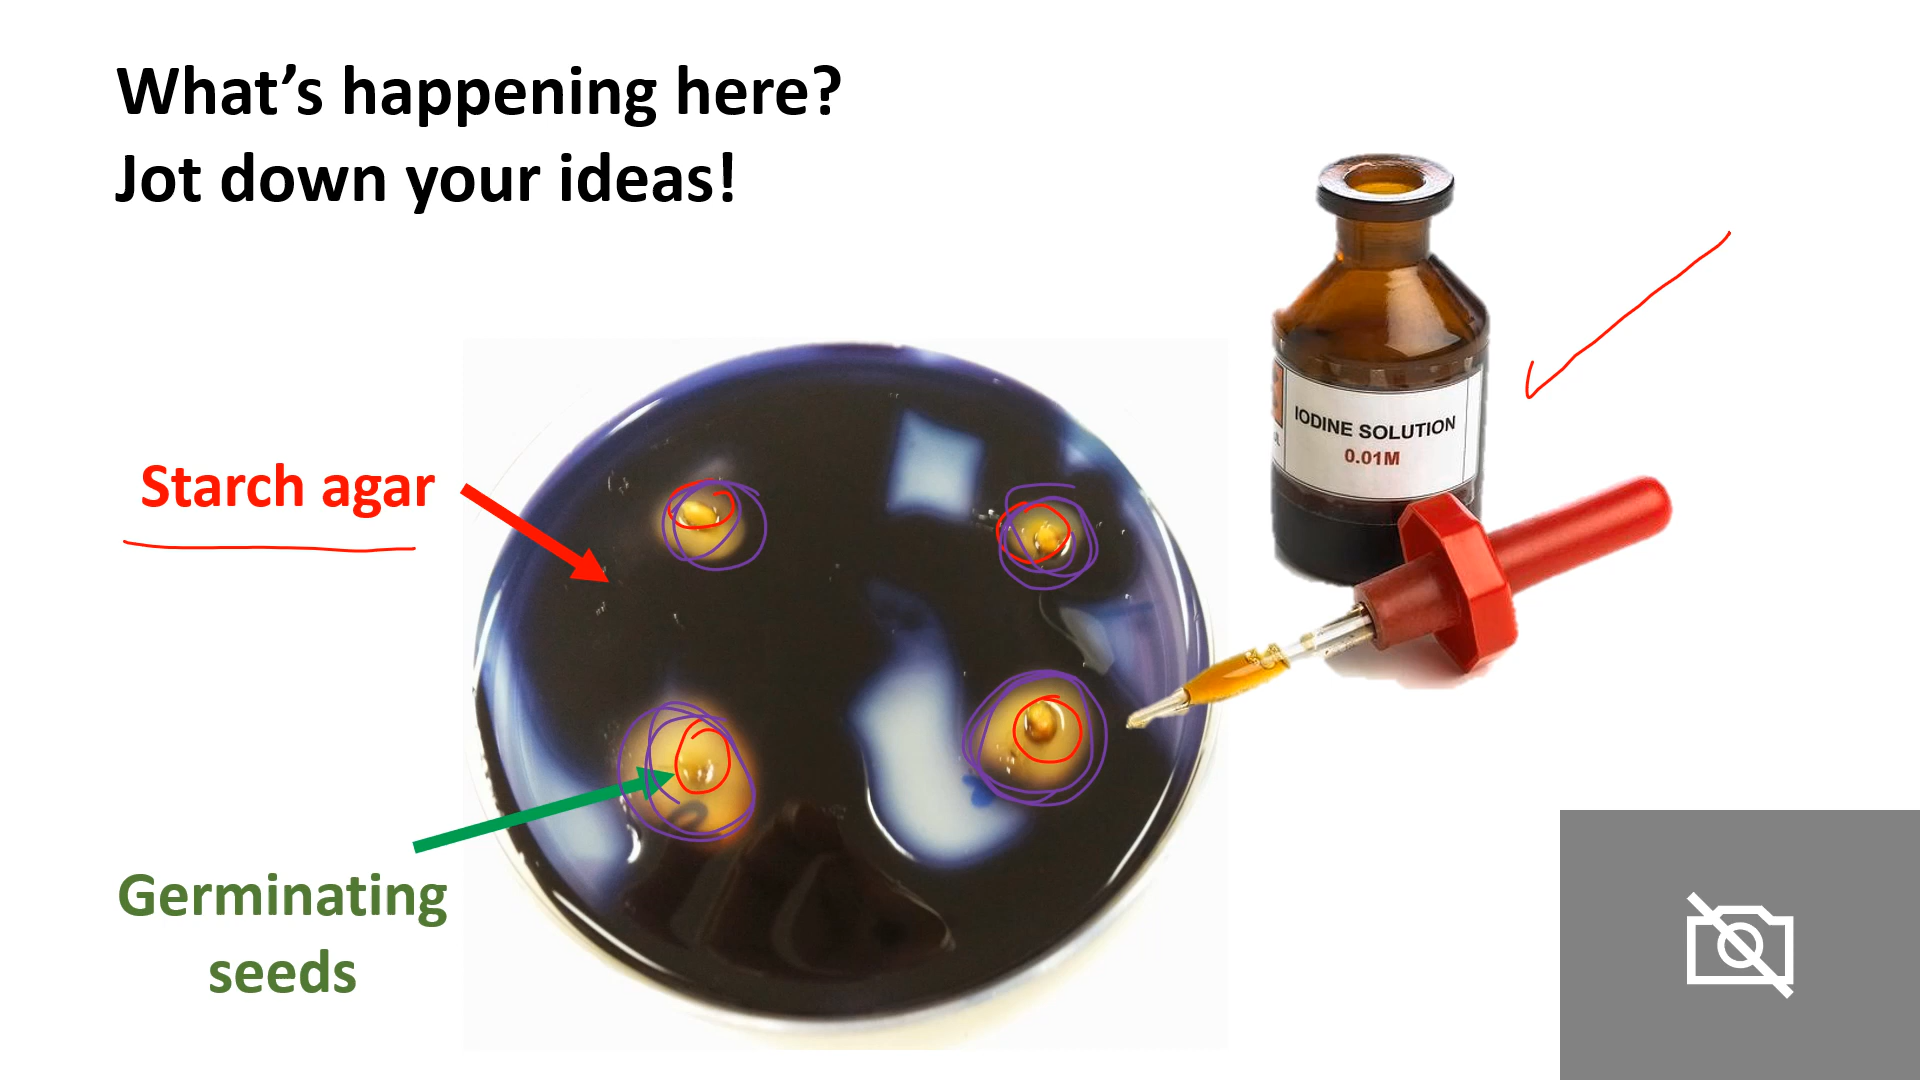 What's happening here?
Jot down your ideas!
IODINE SOLUTION
0.01M
Starch agar
Germinating
seeds